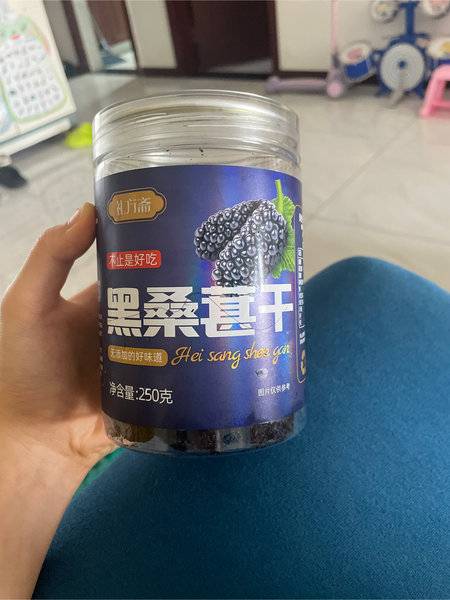 礼方斋
不止是好吃
黑桑葚干
无添加的好味道
Hei sang shen gan
净含量:250克
图片仅供参考